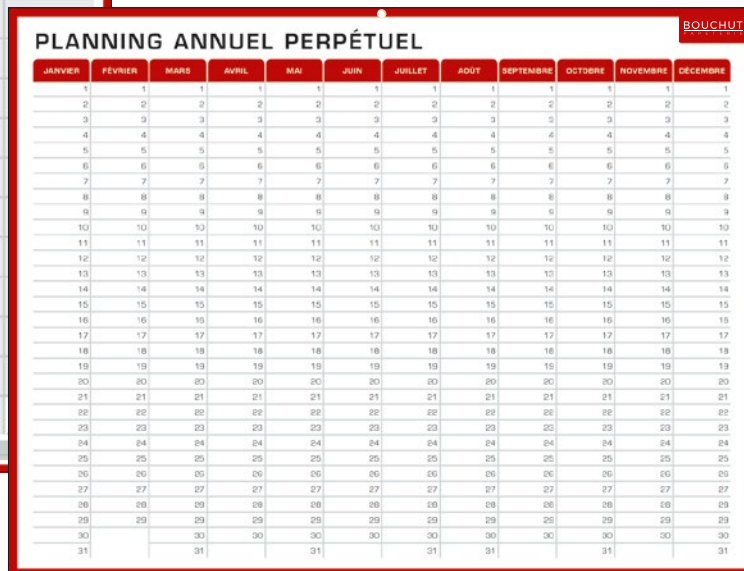 BOUCHUT
PLANNING ANNUEL PERPÉTUEL
JANVIER FÉVRIER MARS AVRIL MAI JUIN JUILLET AOÛT SEPTEMBRE OCTOBRE NOVEMBRE DÉCEMBRE
1 1 1 1 1 1 1 1 1 1 1 1
2 2 2 2 2 2 2 2 2 2 2 2
3 3 3 3 3 3 3 3 3 3 3 3
4 4 4 4 4 4 4 4 4 4 4 4
5 5 5 5 5 5 5 5 5 5 5 5
6 6 6 6 6 6 6 6 6 6 6 6
7 7 7 7 7 7 7 7 7 7 7 7
8 8 8 8 8 8 8 8 8 8 8 8
9 9 9 9 9 9 9 9 9 9 9 9
10 10 10 10 10 10 10 10 10 10 10 10
11 11 11 11 11 11 11 11 11 11 11 11
12 12 12 12 12 12 12 12 12 12 12 12
13 13 13 13 13 13 13 13 13 13 13 13
14 14 14 14 14 14 14 14 14 14 14 14
15 15 15 15 15 15 15 15 15 15 15 15
16 16 16 16 16 16 16 16 16 16 16 16
17 17 17 17 17 17 17 17 17 17 17 17
18 18 18 18 18 18 18 18 18 18 18 18
19 19 19 19 19 19 19 19 19 19 19 19
20 20 20 20 20 20 20 20 20 20 20 20
21 21 21 21 21 21 21 21 21 21 21 21
22 22 22 22 22 22 22 22 22 22 22 22
23 23 23 23 23 23 23 23 23 23 23 23
24 24 24 24 24 24 24 24 24 24 24 24
25 25 25 25 25 25 25 25 25 25 25 25
26 26 26 26 26 26 26 26 26 26 26 26
27 27 27 27 27 27 27 27 27 27 27 27
28 28 28 28 28 28 28 28 28 28 28 28
29 29 29 29 29 29 29 29 29 29 29 29
30 30 30 30 30 30 30 30 30 30 30
31 31 31 31 31 31 31